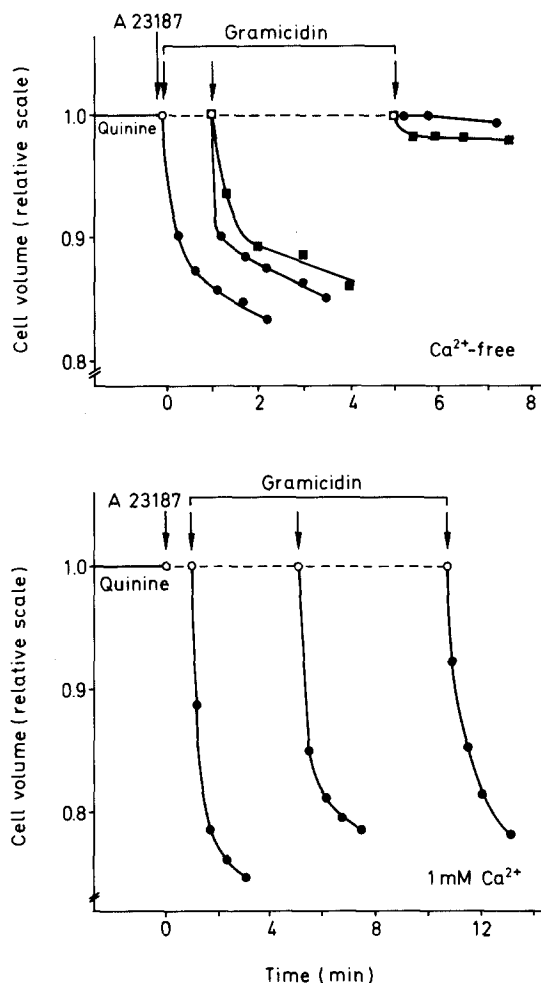 A 23187
Gramicidin
Cell volume (relative scale)
1.0
0.9
0.8
Quinine
Ca²⁺-free
0 2 4 6 8
A 23187
Gramicidin
Cell volume (relative scale)
1.0
0.9
0.8
Quinine
1 mM Ca²⁺
0 4 8 12
Time (min)